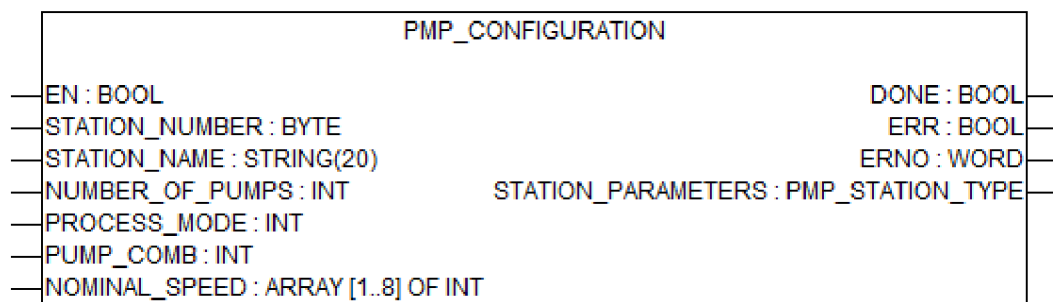 PMP_CONFIGURATION
EN : BOOL DONE : BOOL
STATION_NUMBER : BYTE ERR : BOOL
STATION_NAME : STRING(20) ERNO : WORD
NUMBER_OF_PUMPS : INT STATION_PARAMETERS : PMP_STATION_TYPE
PROCESS_MODE : INT
PUMP_COMB : INT
NOMINAL_SPEED : ARRAY [1..8] OF INT